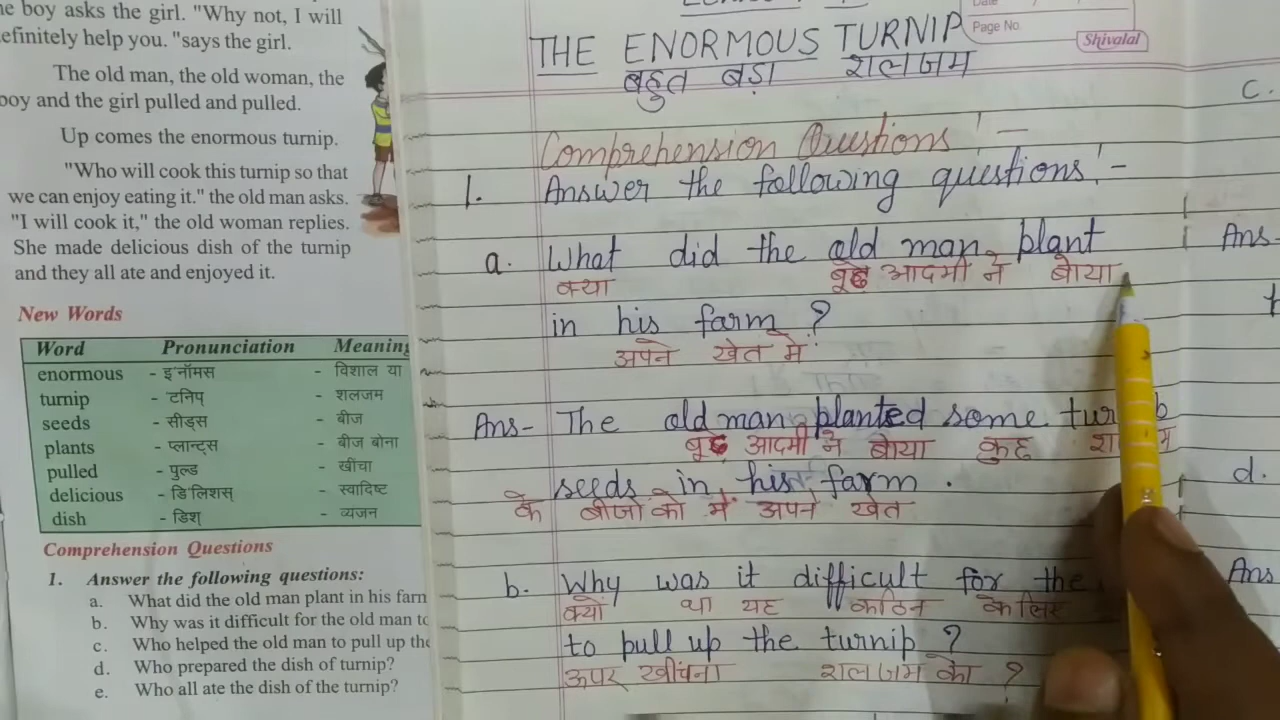 boy asks the girl. "Why not, I will
definitely help you. "says the girl.
The old man, the old woman, the
boy and the girl pulled and pulled.
Up comes the enormous turnip.
"Who will cook this turnip so that
we can enjoy eating it." the old man asks.
"I will cook it," the old woman replies.
She made delicious dish of the turnip
and they all ate and enjoyed it.
New Words
Word Pronunciation Meaning
enormous - इ'नॉमस - विशाल या
turnip - 'टनिप् - शलजम
seeds - सीड्स - बीज
plants - प्लान्ट्स - बीज बोना
pulled - पुल्ड - खींचा
delicious - डि'लिशस् - स्वादिष्ट
dish - डिश् - व्यजन
Comprehension Questions
1. Answer the following questions:
a. What did the old man plant in his farm
b. Why was it difficult for the old man to
c. Who helped the old man to pull up the
d. Who prepared the dish of turnip?
e. Who all ate the dish of the turnip?
Page No.
Shivalal
THE ENORMOUS TURNIP
बहुत बड़ा शलजम
Comprehension Questions :-
1. Answer the following questions :-
a. What did the old man plant
क्या बूढ़े आदमी ने बोया
in his farm ?
अपने खेत में
Ans- The old man planted some
बूढ़े आदमी ने बोया कुछ
seeds in his farm .
के बीजों को में अपने खेत
b. Why was it difficult for the
क्यों था यह कठिन के लिए
to pull up the turnip ?
ऊपर खींचना शलजम को ?
c.
Ans-
d.
Ans